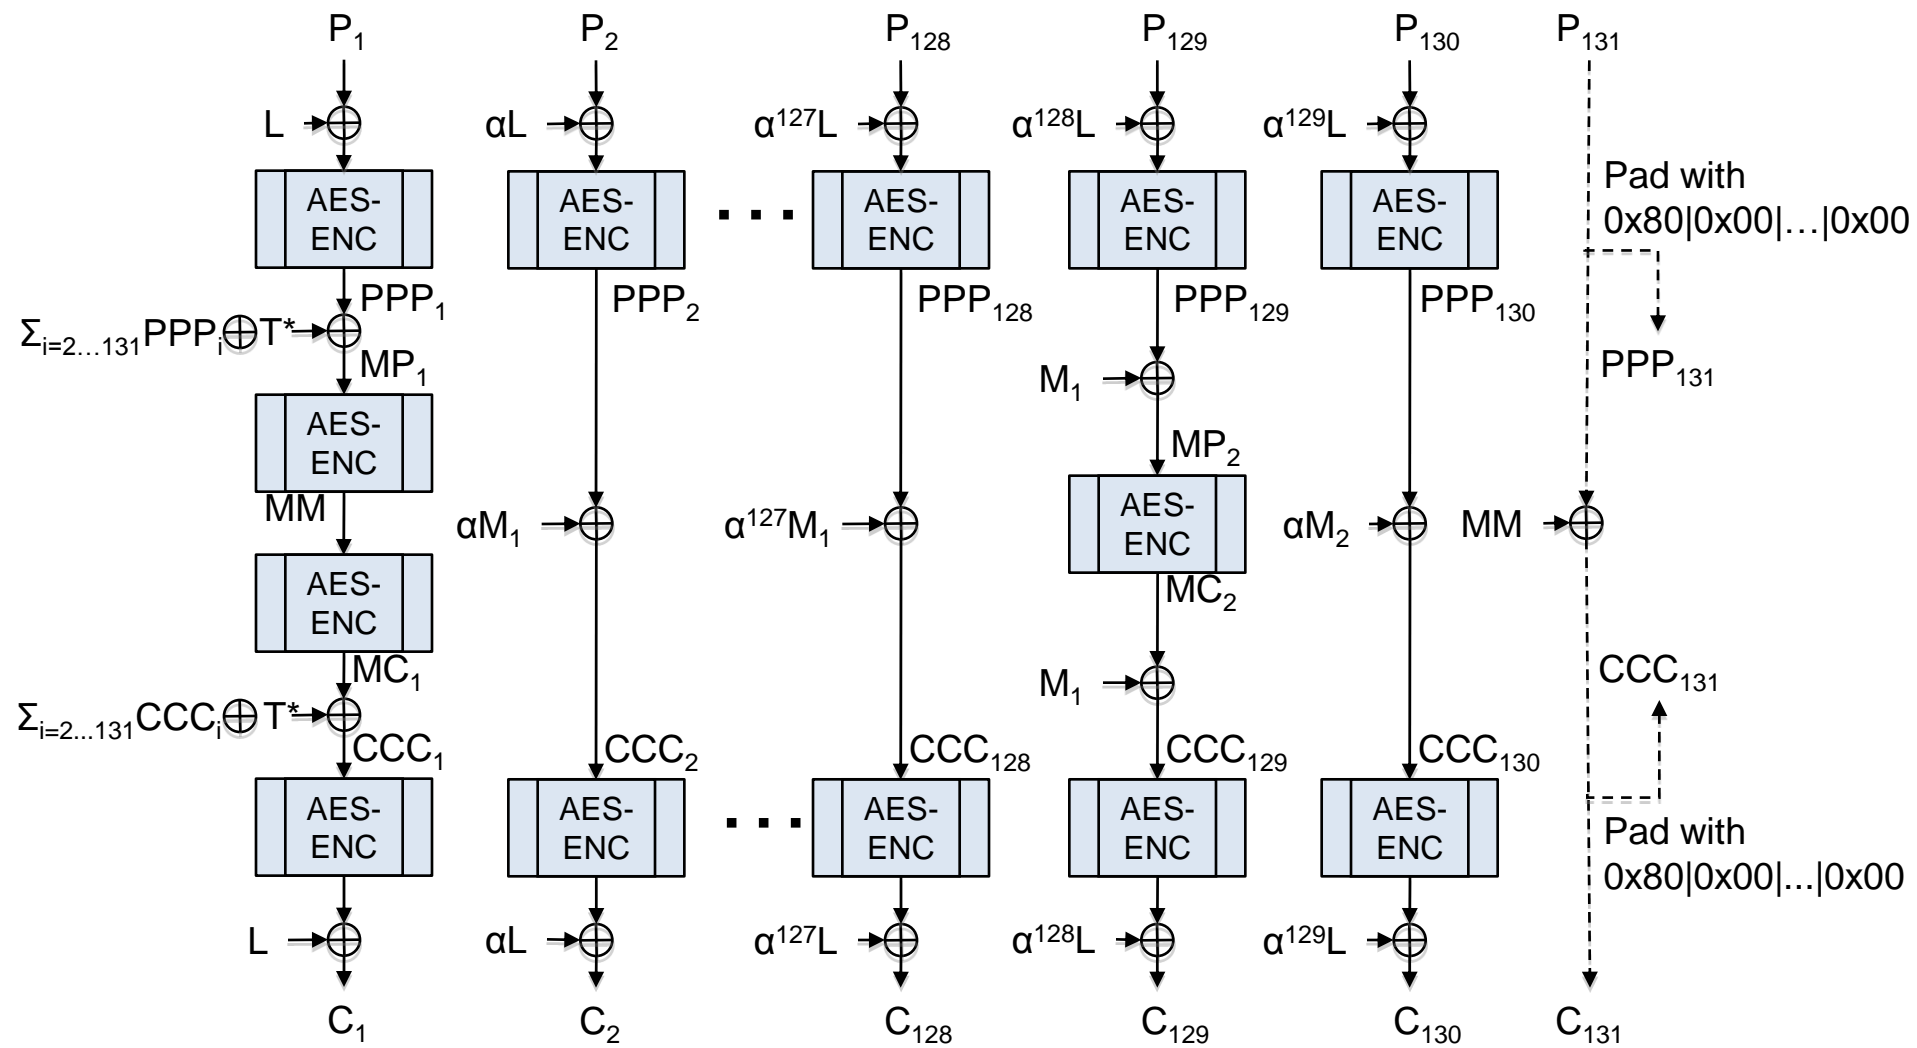 P₁ P₂ P₁₂₈ P₁₂₉ P₁₃₀ P₁₃₁
L αL α¹²⁷L α¹²⁸L α¹²⁹L
AES-ENC AES-ENC ... AES-ENC AES-ENC AES-ENC
Pad with
0x80|0x00|…|0x00
PPP₁ PPP₂ PPP₁₂₈ PPP₁₂₉ PPP₁₃₀
Σᵢ₌₂…₁₃₁PPPᵢ⊕T*
MP₁ M₁ PPP₁₃₁
AES-ENC
MP₂
MM αM₁ α¹²⁷M₁ AES-ENC αM₂ MM
AES-ENC
MC₂
MC₁ M₁ CCC₁₃₁
Σᵢ₌₂...₁₃₁CCCᵢ⊕T*
CCC₁ CCC₂ CCC₁₂₈ CCC₁₂₉ CCC₁₃₀
AES-ENC AES-ENC ... AES-ENC AES-ENC AES-ENC
Pad with
0x80|0x00|...|0x00
L αL α¹²⁷L α¹²⁸L α¹²⁹L
C₁ C₂ C₁₂₈ C₁₂₉ C₁₃₀ C₁₃₁